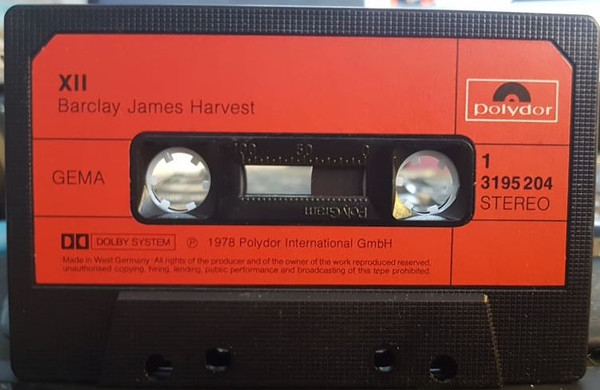 XII
Barclay James Harvest
polydor
GEMA
100 50 0
PolyGram
1
3195 204
STEREO
DOLBY SYSTEM ℗ 1978 Polydor International GmbH
Made in West Germany · All rights of the producer and of the owner of the work reproduced reserved,
unauthorised copying, hiring, lending, public performance and broadcasting of this tape prohibited.